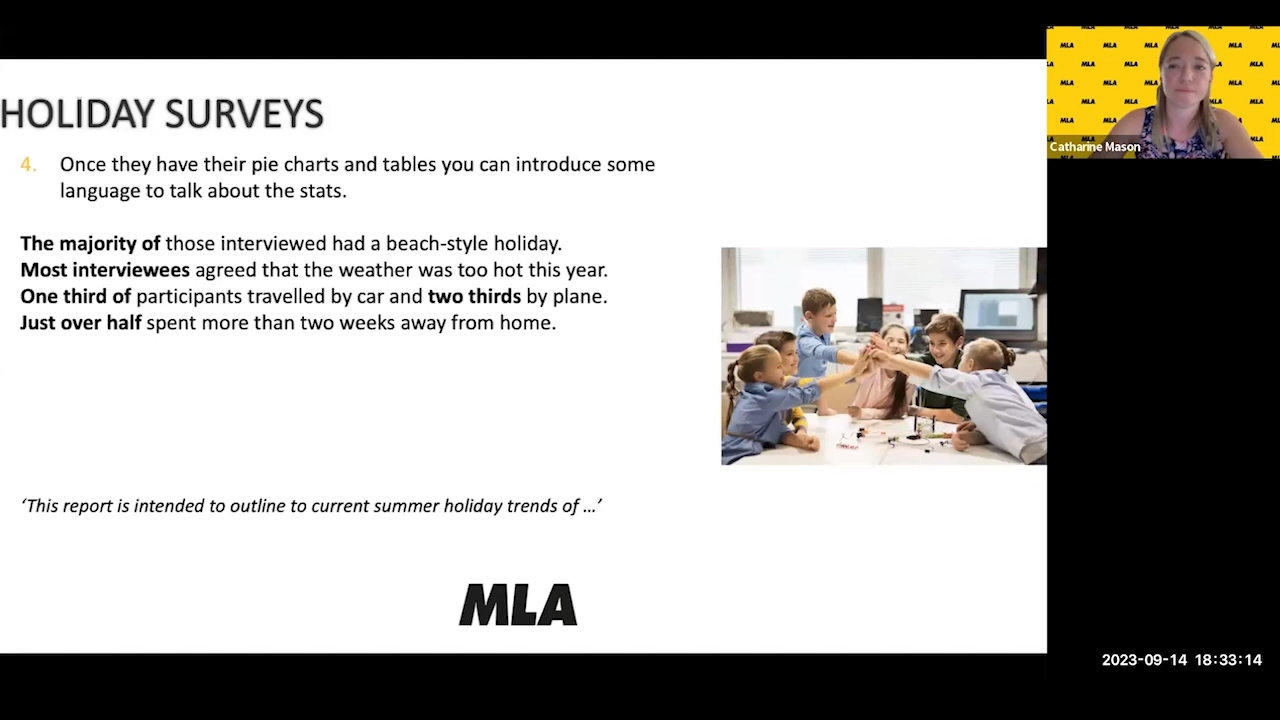 HOLIDAY SURVEYS
4. Once they have their pie charts and tables you can introduce some
language to talk about the stats.
The majority of those interviewed had a beach-style holiday.
Most interviewees agreed that the weather was too hot this year.
One third of participants travelled by car and two thirds by plane.
Just over half spent more than two weeks away from home.
‘This report is intended to outline to current summer holiday trends of …’
MLA
MLA MLA MLA MLA
Catharine Mason
2023-09-14 18:33:14